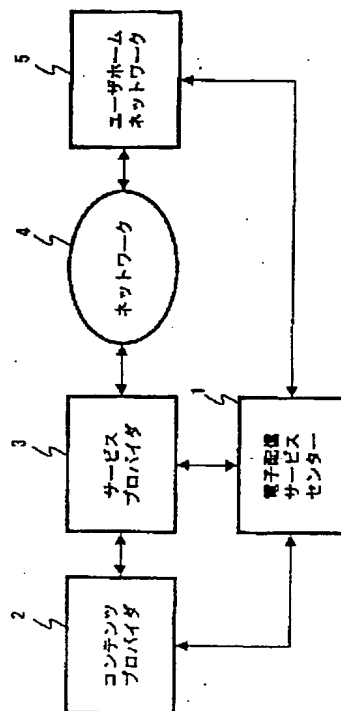 2
コンテンツ
プロバイダ
3
サービス
プロバイダ
4
ネットワーク
5
ユーザホーム
ネットワーク
1
電子配信
サービス
センター